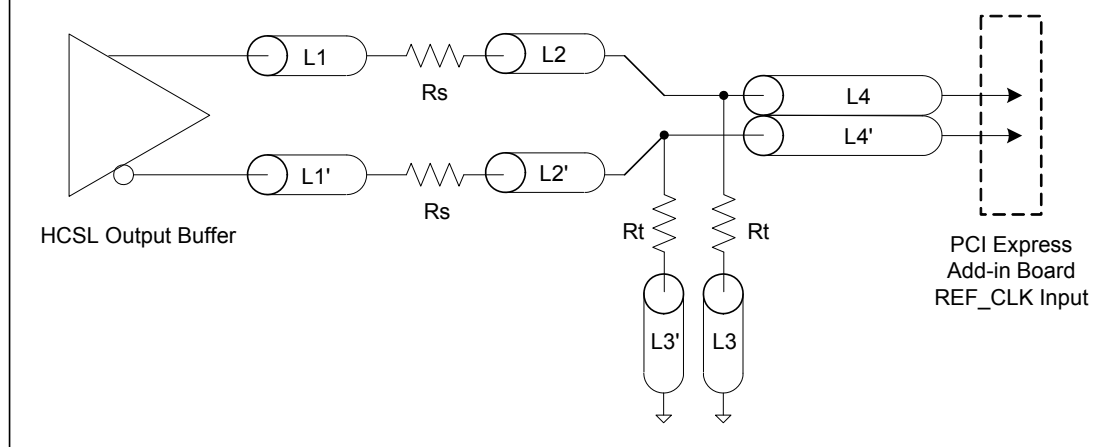 L1
Rs
L2
L4
L1'
Rs
L2'
L4'
HCSL Output Buffer
Rt
Rt
L3'
L3
PCI Express
Add-in Board
REF_CLK Input